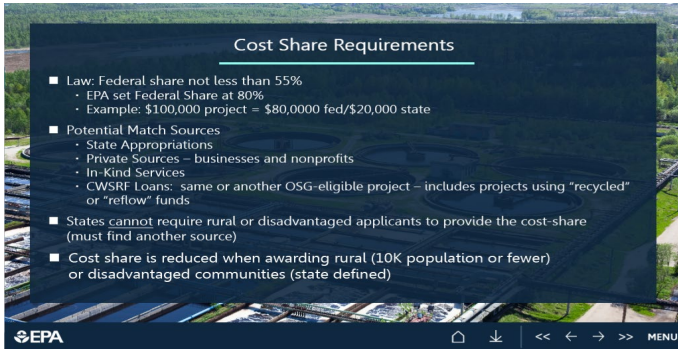 Cost Share Requirements
Law: Federal share not less than 55%
EPA set Federal Share at 80%
Example: $100,000 project = $80,0000 fed/$20,000 state
Potential Match Sources
State Appropriations
Private Sources – businesses and nonprofits
In-Kind Services
CWSRF Loans: same or another OSG-eligible project – includes projects using “recycled”
or “reflow” funds
States cannot require rural or disadvantaged applicants to provide the cost-share
(must find another source)
Cost share is reduced when awarding rural (10K population or fewer)
or disadvantaged communities (state defined)
EPA
<< ← → >> MENU